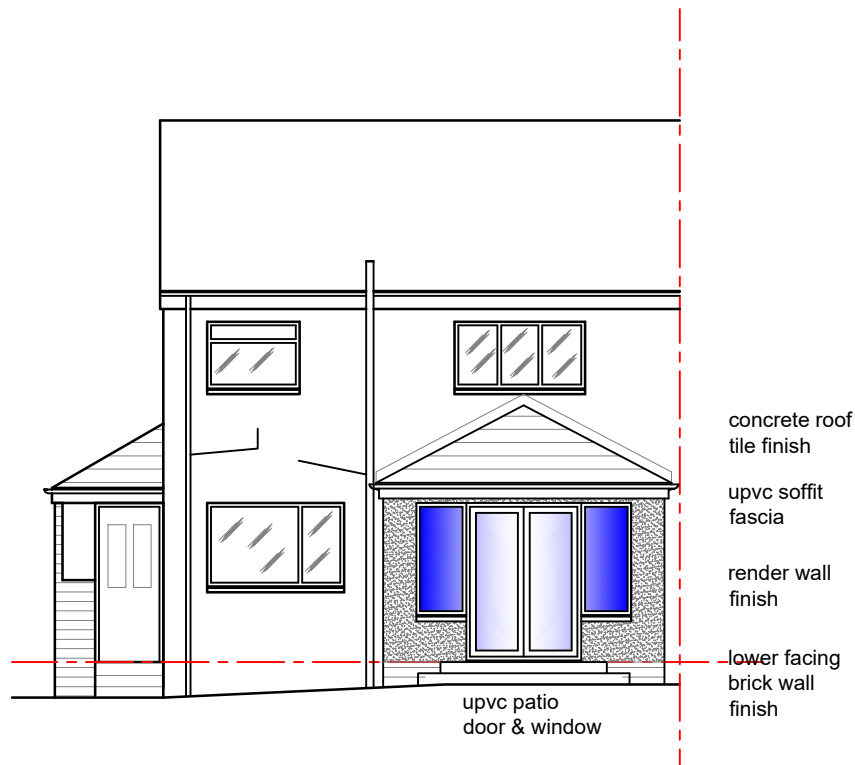 concrete roof
tile finish
upvc soffit
fascia
render wall
finish
lower facing
brick wall
finish
upvc patio
door & window